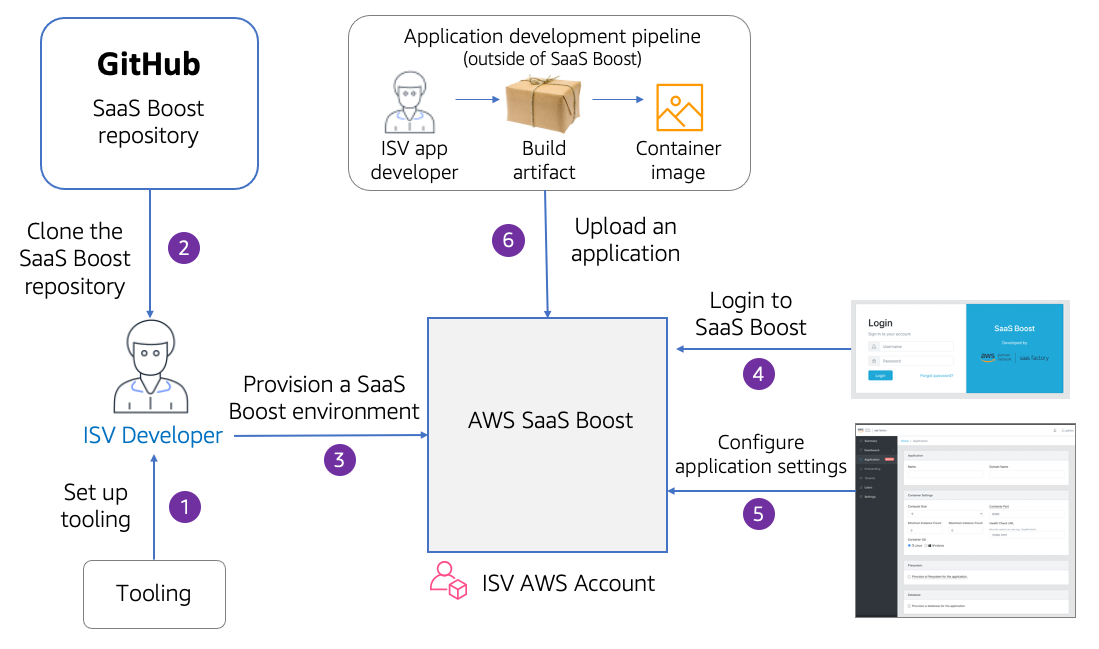 GitHub
SaaS Boost
repository
Application development pipeline
(outside of SaaS Boost)
ISV app
developer
Build
artifact
Container
image
Clone the
SaaS Boost
repository
2
6
Upload an
application
Login to
SaaS Boost
4
Login
Sign In to your account
Username
Password
Login
Forgot password?
SaaS Boost
Developed by
aws
saas factory
ISV Developer
Provision a SaaS
Boost environment
3
AWS SaaS Boost
Configure
application settings
5
Set up
tooling
1
Tooling
ISV AWS Account
Summary
Dashboard
Application
Onboarding
Tenants
Users
Settings
Application
Application
Name
Domain Name
Container Settings
Compute Size
Container Port
Minimum Instance Count
Maximum Instance Count
Health Check URL
Container OS
Linux
Windows
Filesystem
Provision a filesystem for the application.
Database
Provision a database for the application